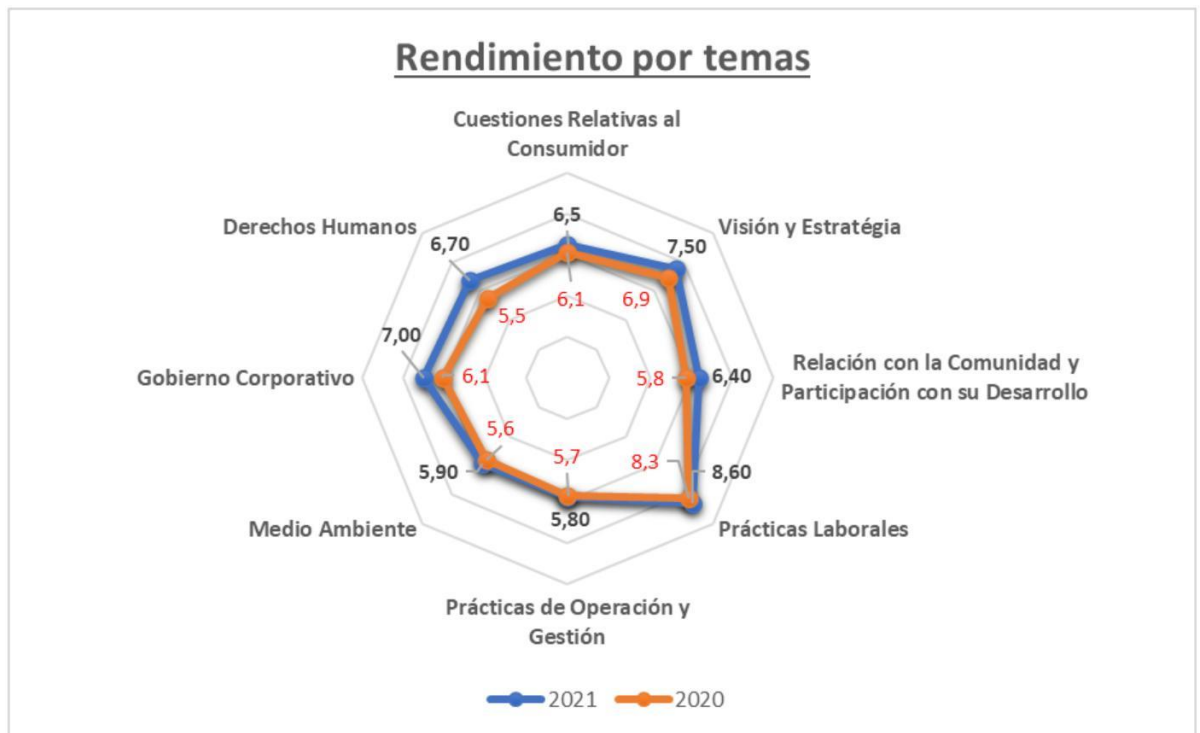 Rendimiento por temas
Cuestiones Relativas al
Consumidor
Derechos Humanos
6,70
6,5
7,50
Visión y Estratégia
5,5
6,1
6,9
7,00
Gobierno Corporativo
6,1
5,8
6,40
Relación con la Comunidad y
Participación con su Desarrollo
5,6
5,7
8,3
5,90
8,60
5,80
Medio Ambiente
Prácticas Laborales
Prácticas de Operación y
Gestión
2021
2020